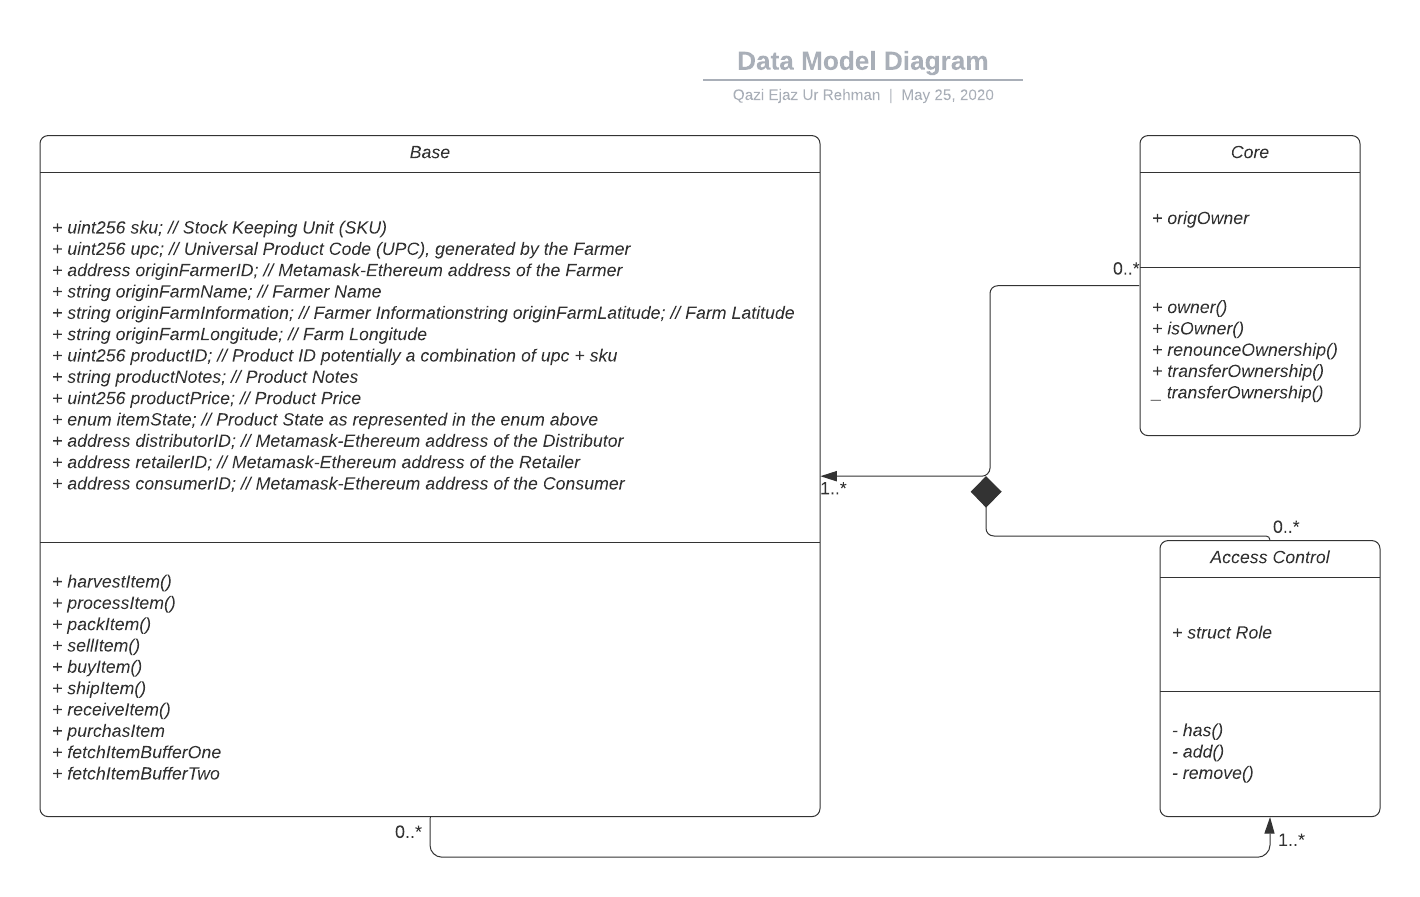 Data Model Diagram
Qazi Ejaz Ur Rehman | May 25, 2020
Base
+ uint256 sku; // Stock Keeping Unit (SKU)
+ uint256 upc; // Universal Product Code (UPC), generated by the Farmer
+ address originFarmerID; // Metamask-Ethereum address of the Farmer
+ string originFarmName; // Farmer Name
+ string originFarmInformation; // Farmer Informationstring originFarmLatitude; // Farm Latitude
+ string originFarmLongitude; // Farm Longitude
+ uint256 productID; // Product ID potentially a combination of upc + sku
+ string productNotes; // Product Notes
+ uint256 productPrice; // Product Price
+ enum itemState; // Product State as represented in the enum above
+ address distributorID; // Metamask-Ethereum address of the Distributor
+ address retailerID; // Metamask-Ethereum address of the Retailer
+ address consumerID; // Metamask-Ethereum address of the Consumer
+ harvestItem()
+ processItem()
+ packItem()
+ sellItem()
+ buyItem()
+ shipItem()
+ receiveItem()
+ purchasItem
+ fetchItemBufferOne
+ fetchItemBufferTwo
0..*
1..*
Core
+ origOwner
0..*
+ owner()
+ isOwner()
+ renounceOwnership()
+ transferOwnership()
_ transferOwnership()
0..*
Access Control
+ struct Role
- has()
- add()
- remove()
1..*